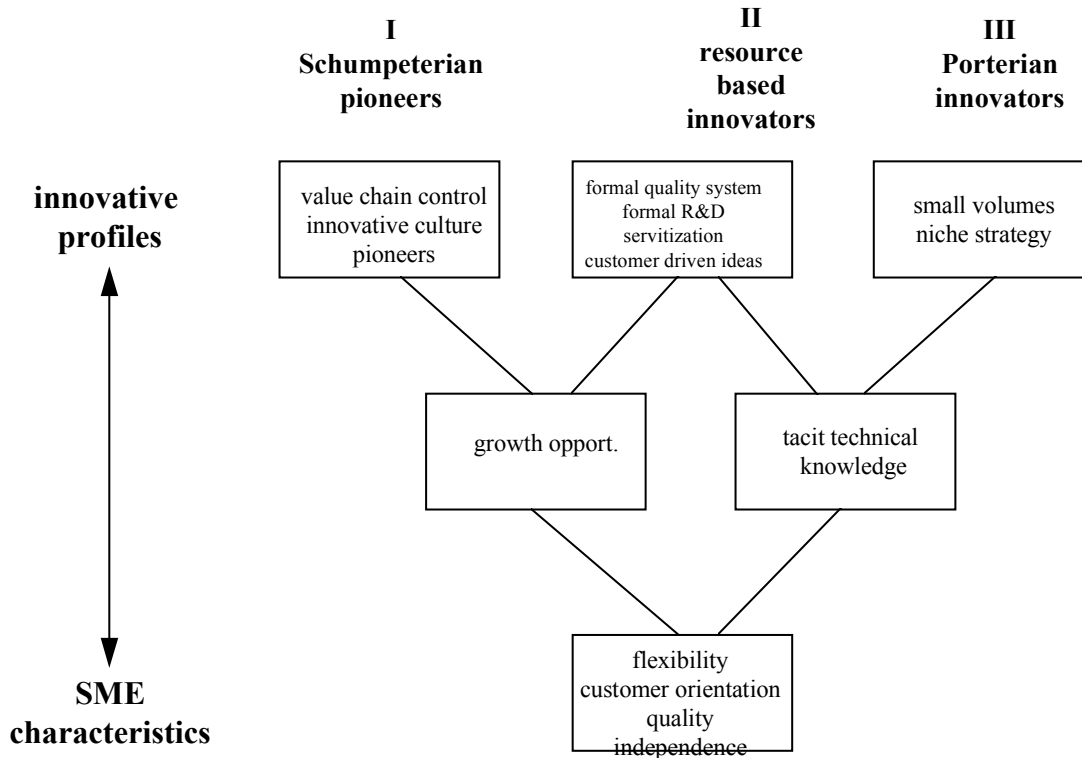 I
Schumpeterian
pioneers
II
resource
based
innovators
III
Porterian
innovators
innovative
profiles
value chain control
innovative culture
pioneers
formal quality system
formal R&D
servitization
customer driven ideas
small volumes
niche strategy
growth opport.
tacit technical
knowledge
SME
characteristics
flexibility
customer orientation
quality
independence